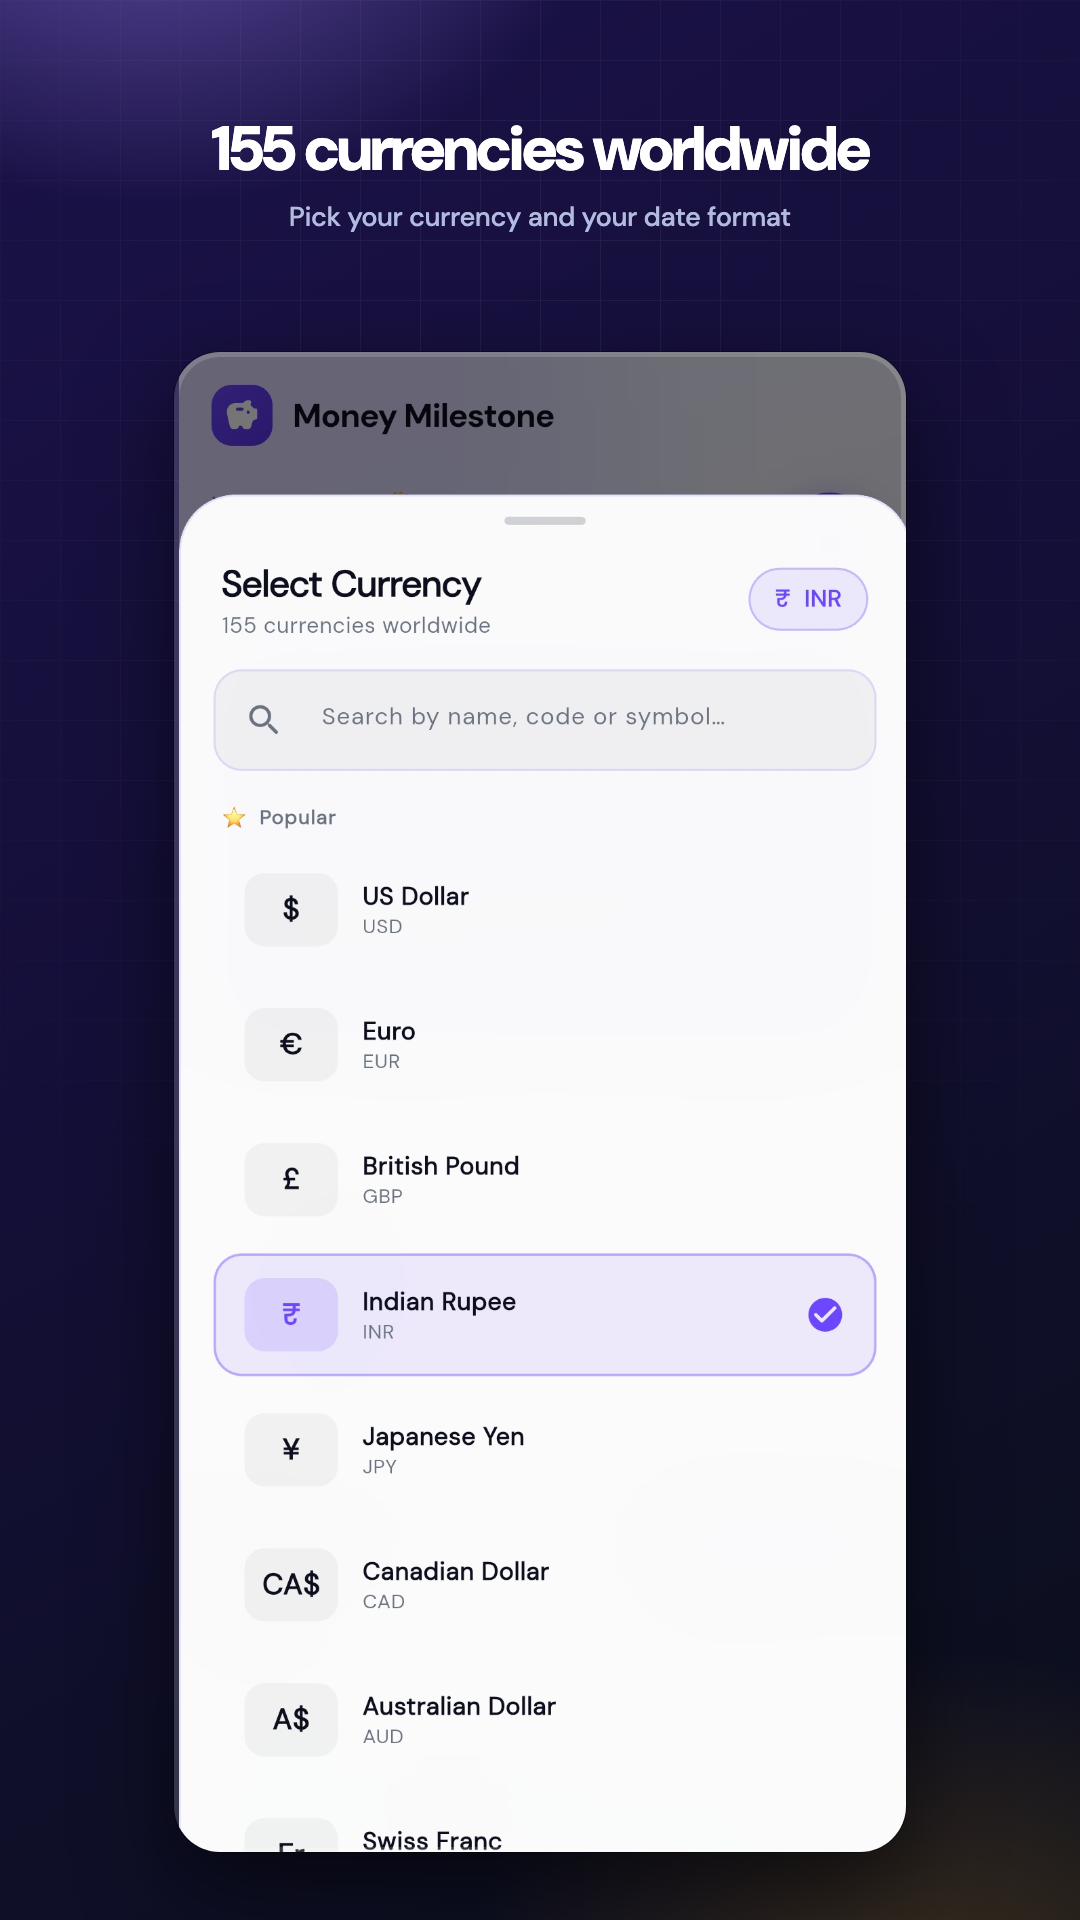 155 currencies worldwide
Pick your currency and your date format
Money Milestone
Select Currency
155 currencies worldwide
₹ INR
Search by name, code or symbol...
⭐ Popular
$
US Dollar
USD
€
Euro
EUR
£
British Pound
GBP
₹
Indian Rupee
INR
¥
Japanese Yen
JPY
CA$
Canadian Dollar
CAD
A$
Australian Dollar
AUD
Fr
Swiss Franc